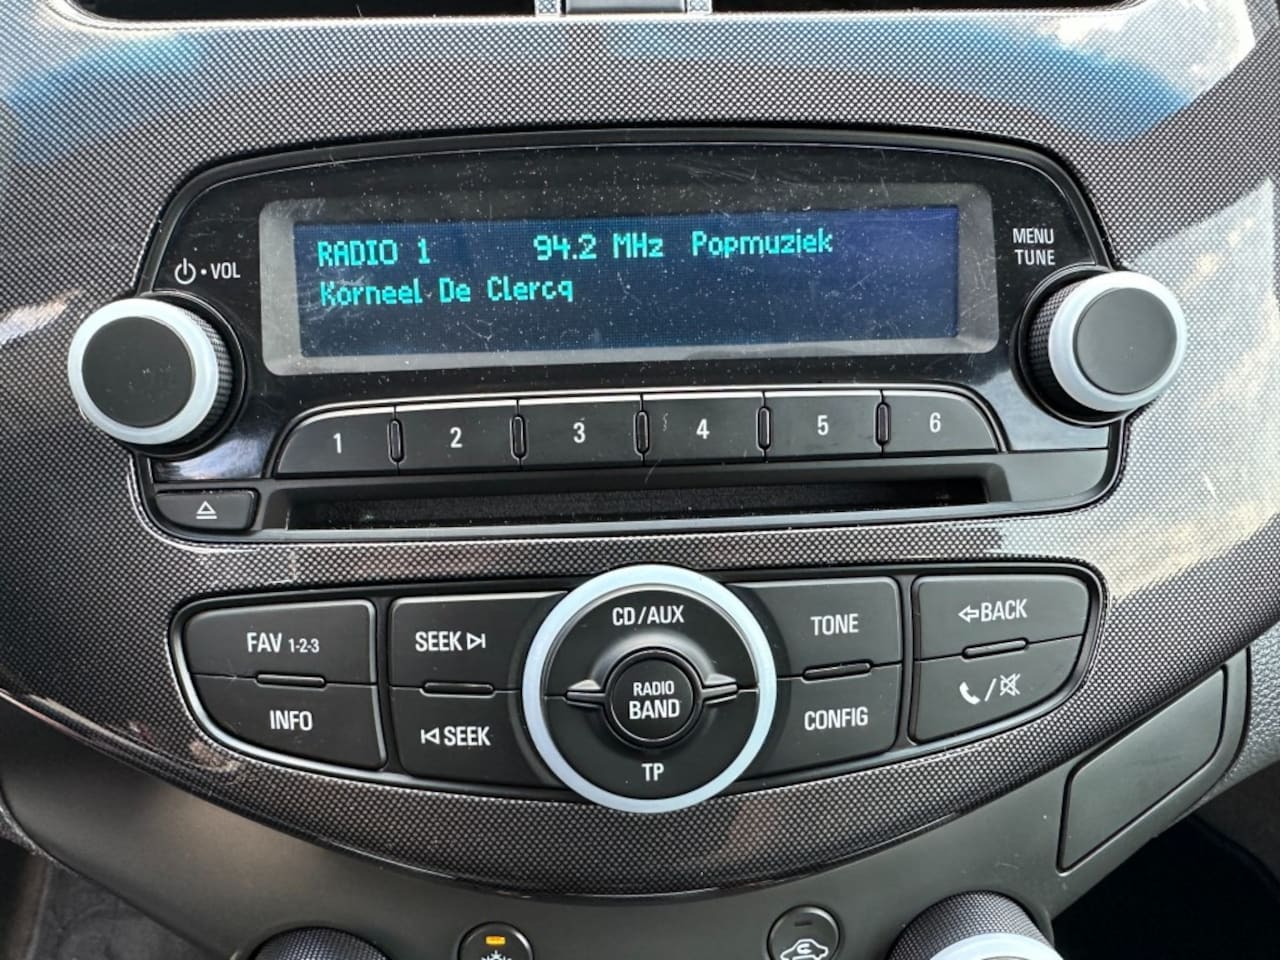 RADIO 1 94.2 MHz Popmuziek
Korneel De Clercq
VOL
MENU
TUNE
1 2 3 4 5 6
CD/AUX
FAV 1-2-3
SEEK
RADIO
BAND
TONE
BACK
INFO
SEEK
CONFIG
TP